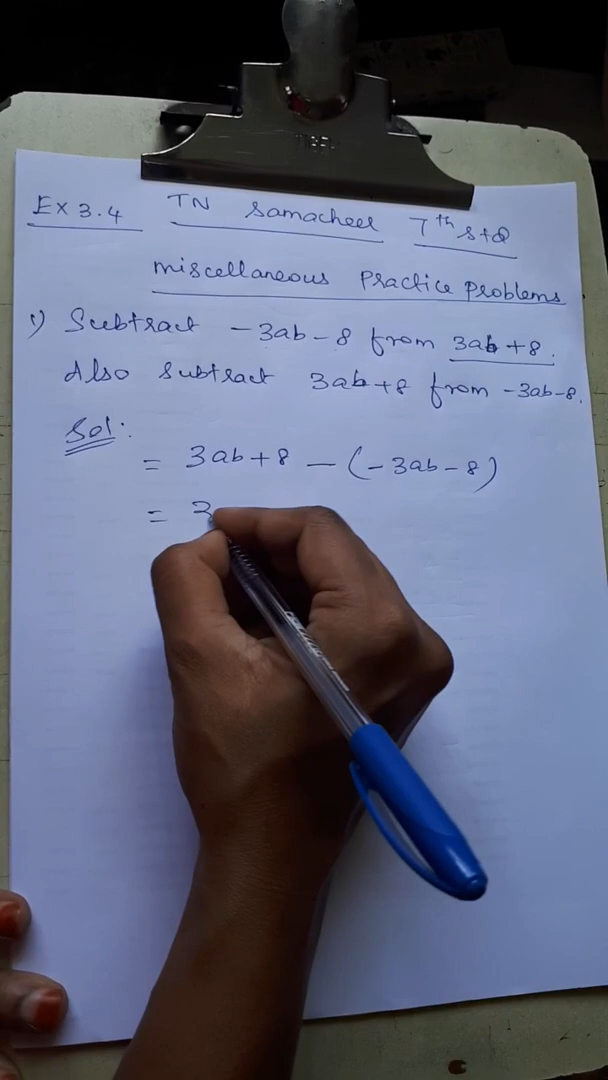 Ex 3.4 TN Samacheer 7th std
miscellaneous Practice Problems
1) Subtract -3ab-8 from 3ab+8.
Also subtract 3ab+8 from -3ab-8.
Sol:
= 3ab+8 - (-3ab-8)
= 3